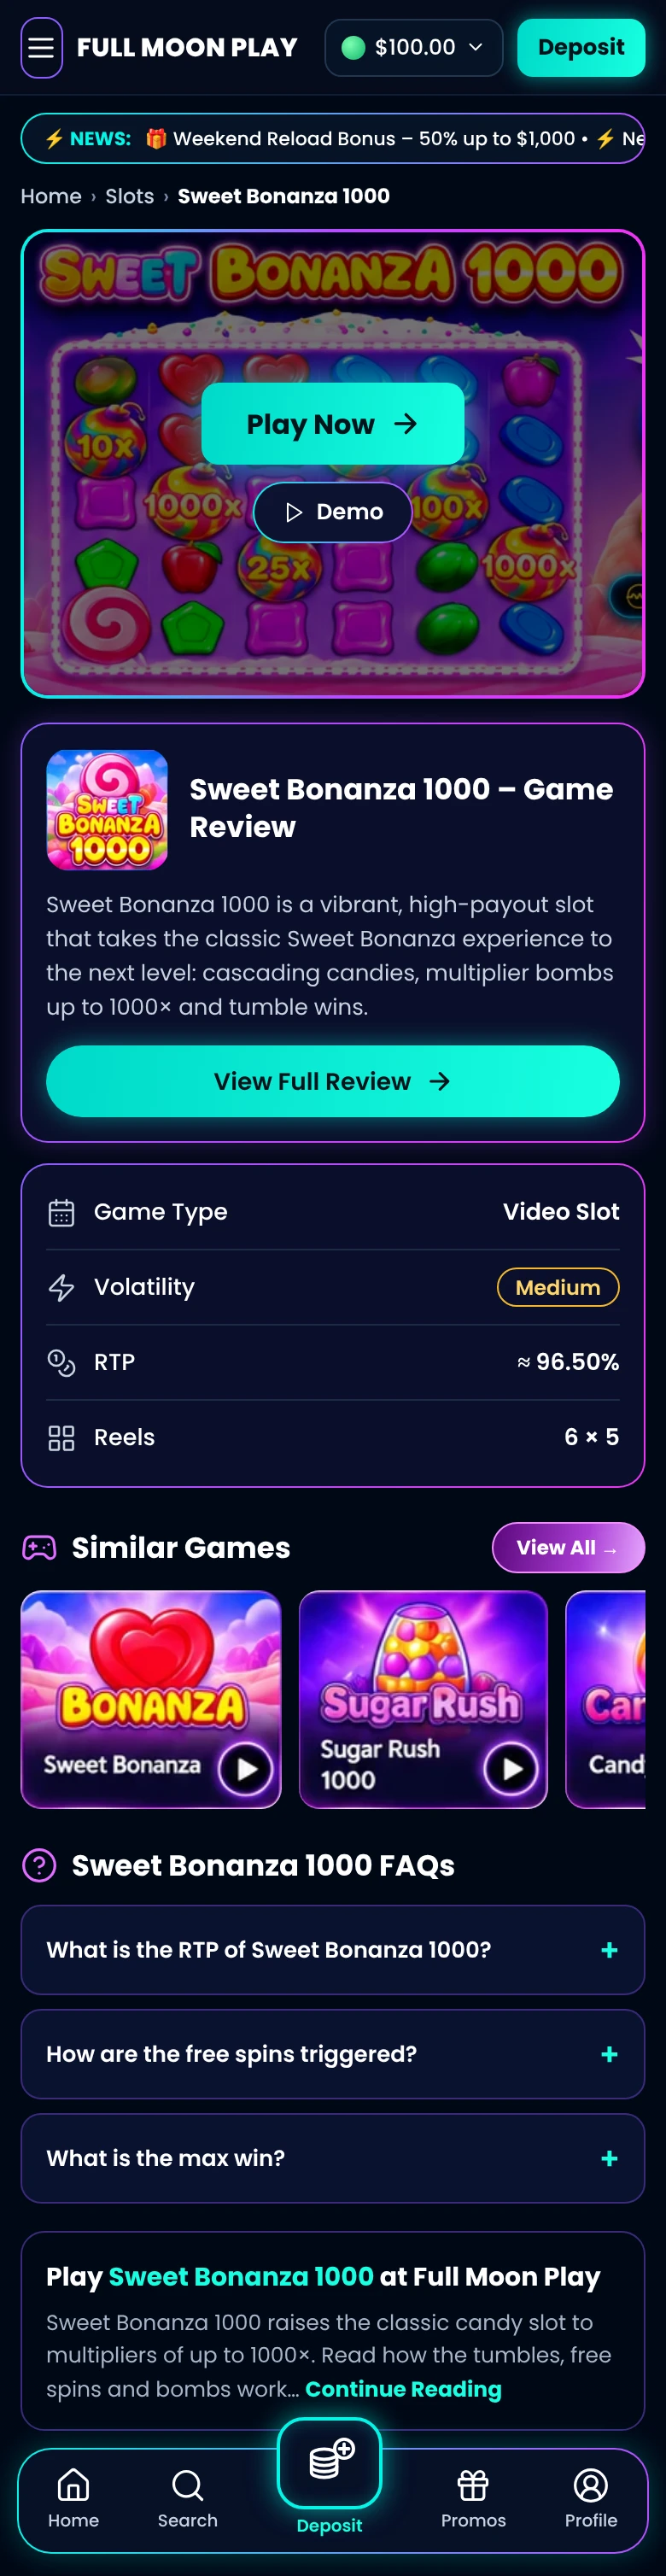 FULL MOON PLAY
$100.00
Deposit
⚡ NEWS: 🎁 Weekend Reload Bonus – 50% up to $1,000 • ⚡ Ne
Home › Slots › Sweet Bonanza 1000
SWEET BONANZA 1000
10x
1000x
100x
25x
1000x
Play Now →
Demo
SWEET
BONANZA
1000
Sweet Bonanza 1000 – Game
Review
Sweet Bonanza 1000 is a vibrant, high-payout slot
that takes the classic Sweet Bonanza experience to
the next level: cascading candies, multiplier bombs
up to 1000× and tumble wins.
View Full Review →
Game Type
Video Slot
Volatility
Medium
RTP
≈ 96.50%
Reels
6 × 5
Similar Games
View All →
BONANZA
Sweet Bonanza
Sugar Rush
Sugar Rush
1000
Can
Candy
Sweet Bonanza 1000 FAQs
What is the RTP of Sweet Bonanza 1000? +
How are the free spins triggered? +
What is the max win? +
Play Sweet Bonanza 1000 at Full Moon Play
Sweet Bonanza 1000 raises the classic candy slot to
multipliers of up to 1000×. Read how the tumbles, free
spins and bombs work... Continue Reading
Home
Search
Deposit
Promos
Profile